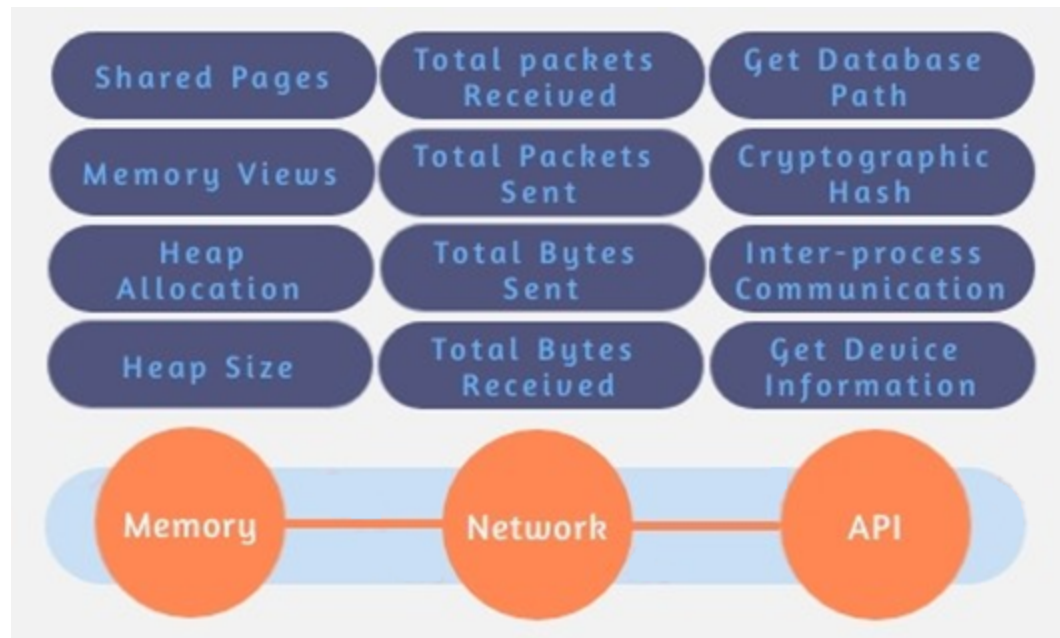 Shared Pages
Total packets
Received
Get Database
Path
Memory Views
Total Packets
Sent
Cryptographic
Hash
Heap
Allocation
Total Bytes
Sent
Inter-process
Communication
Heap Size
Total Bytes
Received
Get Device
Information
Memory
Network
API